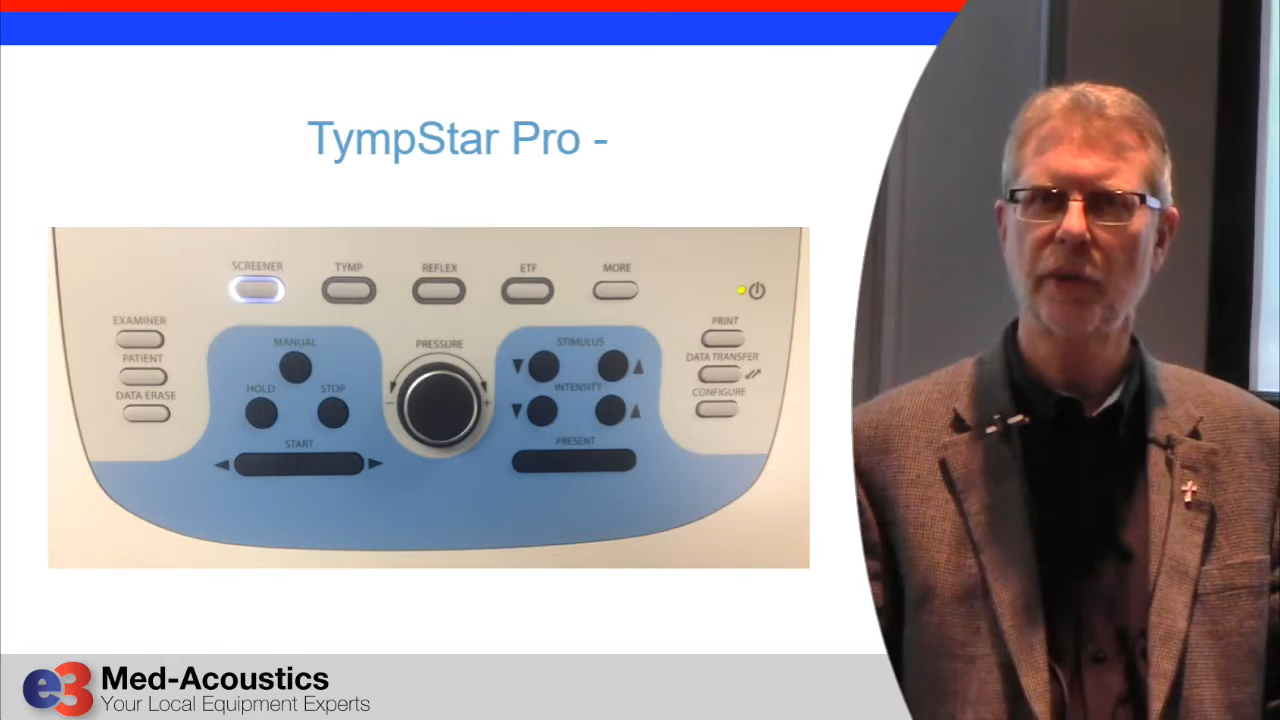 TympStar Pro -
SCREENER
TYMP
REFLEX
ETF
MORE
EXAMINER
PATIENT
DATA ERASE
MANUAL
HOLD
STOP
START
PRESSURE
- +
STIMULUS
INTENSITY
PRESENT
PRINT
DATA TRANSFER
CONFIGURE
e3
Med-Acoustics
Your Local Equipment Experts